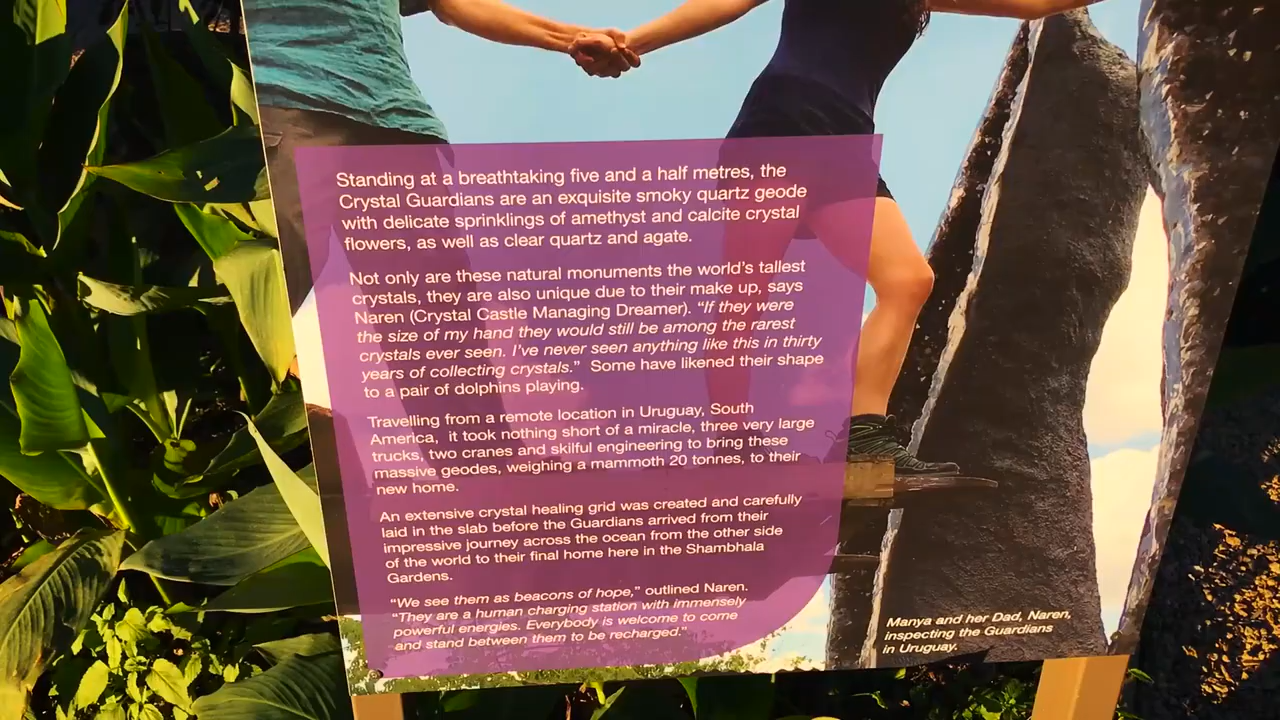 Standing at a breathtaking five and a half metres, the
Crystal Guardians are an exquisite smoky quartz geode
with delicate sprinklings of amethyst and calcite crystal
flowers, as well as clear quartz and agate.
Not only are these natural monuments the world's tallest
crystals, they are also unique due to their make up, says
Naren (Crystal Castle Managing Dreamer). "If they were
the size of my hand they would still be among the rarest
crystals ever seen. I've never seen anything like this in thirty
years of collecting crystals." Some have likened their shape
to a pair of dolphins playing.
Travelling from a remote location in Uruguay, South
America, it took nothing short of a miracle, three very large
trucks, two cranes and skilful engineering to bring these
massive geodes, weighing a mammoth 20 tonnes, to their
new home.
An extensive crystal healing grid was created and carefully
laid in the slab before the Guardians arrived from their
impressive journey across the ocean from the other side
of the world to their final home here in the Shambhala
Gardens.
"We see them as beacons of hope," outlined Naren.
"They are a human charging station with immensely
powerful energies. Everybody is welcome to come
and stand between them to be recharged."
Manya and her Dad, Naren,
inspecting the Guardians
in Uruguay.